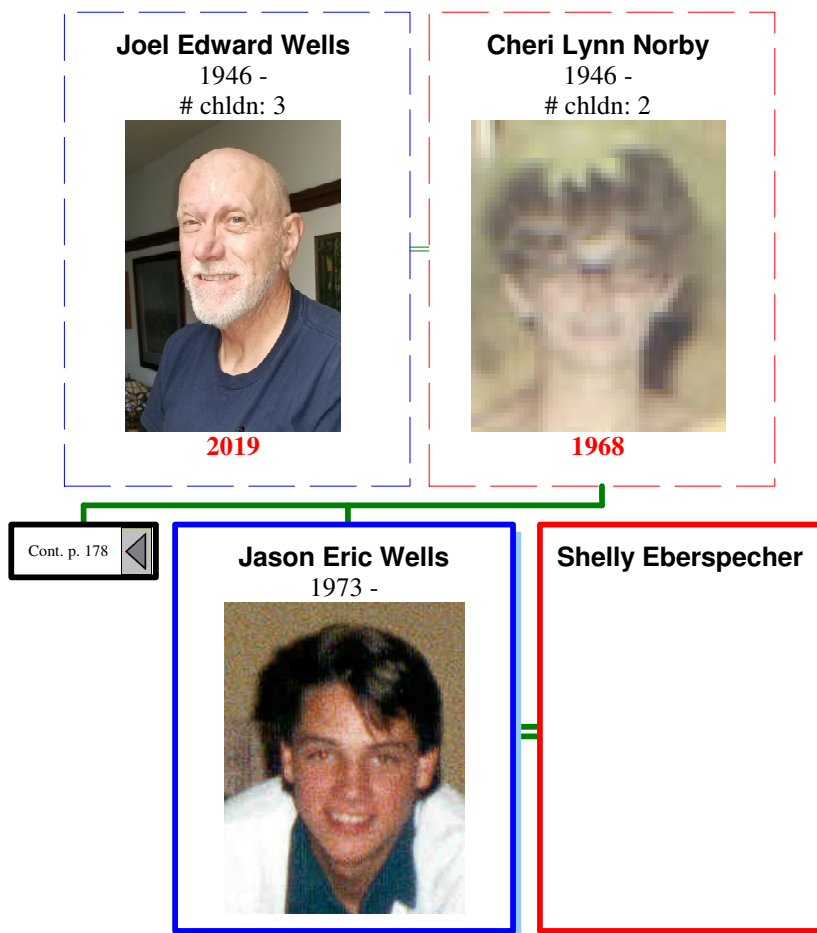 Joel Edward Wells
1946 -
# chldn: 3
2019
Cheri Lynn Norby
1946 -
# chldn: 2
1968
Cont. p. 178
Jason Eric Wells
1973 -
Shelly Eberspecher